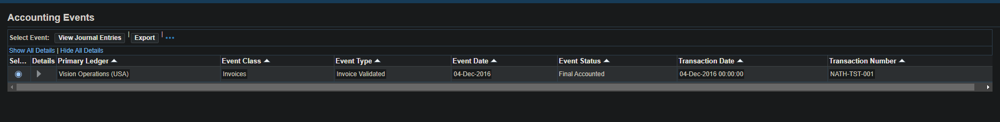 Accounting Events
Select Event: View Journal Entries | Export | •••
Show All Details | Hide All Details
Sel... Details Primary Ledger Event Class Event Type Event Date Event Status Transaction Date Transaction Number
Vision Operations (USA) Invoices Invoice Validated 04-Dec-2016 Final Accounted 04-Dec-2016 00:00:00 NATH-TST-001